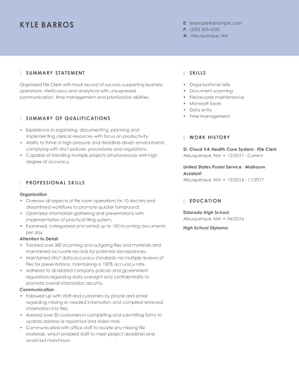 KYLE BARROS
E: example@example.com
P: (555) 555-5555
A: Albuquerque, NM
SUMMARY STATEMENT
Organized File Clerk with track record of success supporting business
operations. Meticulous and analytical with unsurpassed
communication, time management and prioritization abilities.
SUMMARY OF QUALIFICATIONS
• Experience in organizing, documenting, planning and
implementing clerical resources with focus on productivity.
• Ability to thrive in high-pressure and deadline-driven environments,
complying with strict policies, procedures and regulations.
• Capable of handling multiple projects simultaneously with high
degree of accuracy.
PROFESSIONAL SKILLS
Organization
• Oversaw all aspects of file room operations for 10 doctors and
streamlined workflows to promote quicker turnaround.
• Optimized information gathering and presentations with
implementation of practical filing system.
• Examined, categorized and sorted up to 130 incoming documents
per day.
Attention to Detail
• Tracked over 300 incoming and outgoing files and materials and
maintained accurate records for potential discrepancies.
• Maintained strict data accuracy standards via multiple reviews of
files for presentations, maintaining a 100% accuracy rate.
• Adhered to all related company policies and government
regulations regarding data oversight and confidentiality to
promote overall information security.
Communication
• Followed up with staff and customers by phone and email
regarding missing or needed information and compiled retrieved
information into files.
• Assisted over 50 customers in completing and submitting forms to
update address or report lost and stolen mail.
• Communicated with office staff to locate any missing file
materials, which enabled staff to meet project deadlines and
avoid lost man-hours.
SKILLS
• Organizational skills
• Document scanning
• File/records maintenance
• Microsoft Excel
• Data entry
• Time management
WORK HISTORY
St. Cloud VA Health Care System - File Clerk
Albuquerque, NM • 12/2017 - Current
United States Postal Service - Mailroom
Assistant
Albuquerque, NM • 10/2016 - 11/2017
EDUCATION
Eldorado High School
Albuquerque, NM • 06/2016
High School Diploma